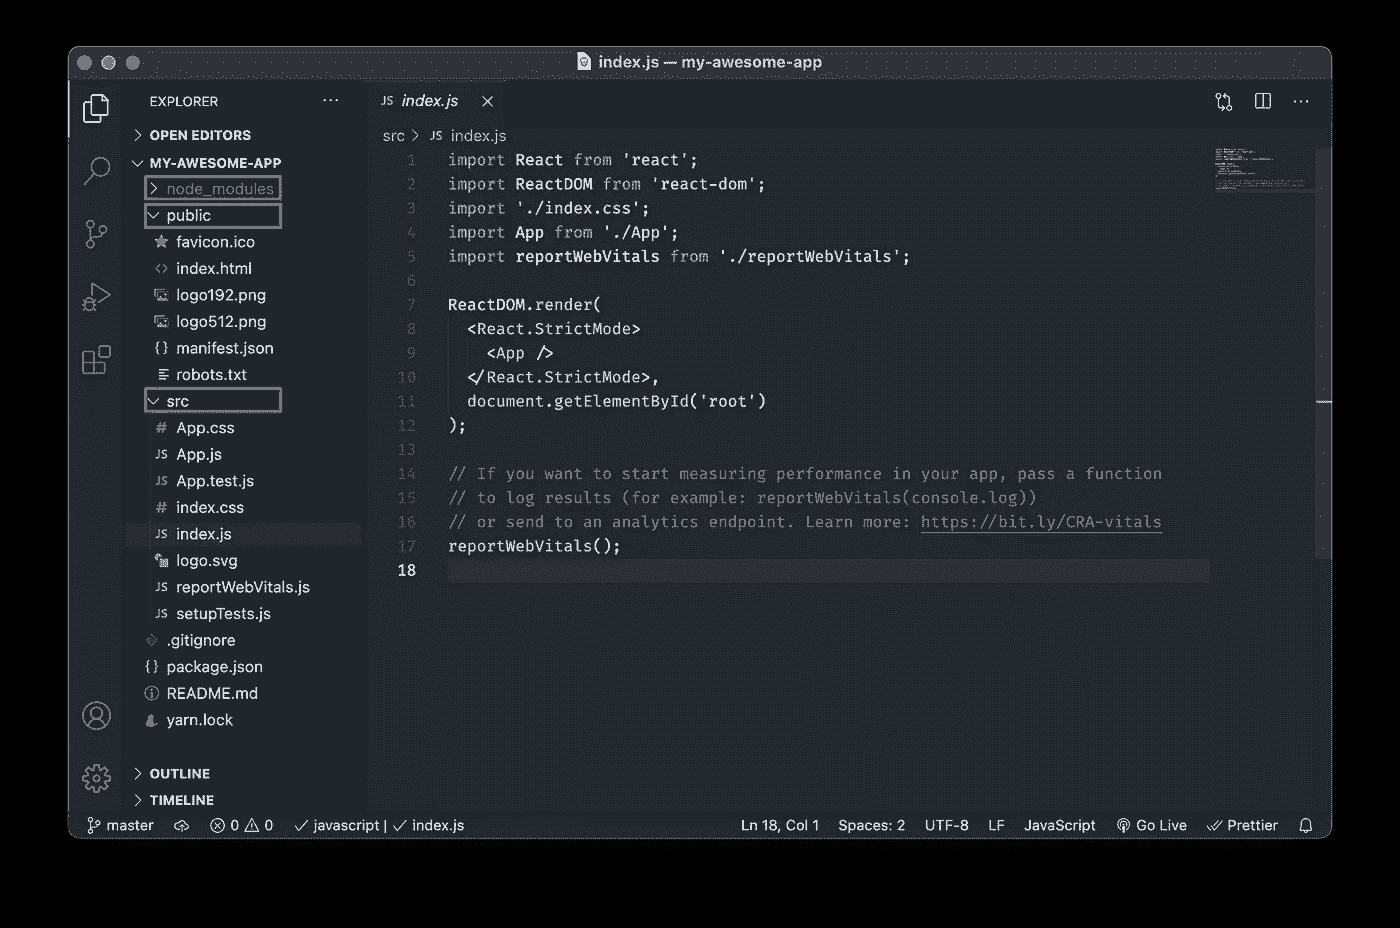 index.js — my-awesome-app
EXPLORER
OPEN EDITORS
MY-AWESOME-APP
node_modules
public
favicon.ico
index.html
logo192.png
logo512.png
manifest.json
robots.txt
src
App.css
App.js
App.test.js
index.css
index.js
logo.svg
reportWebVitals.js
setupTests.js
.gitignore
package.json
README.md
yarn.lock
OUTLINE
TIMELINE
JS index.js
src > JS index.js
1 import React from 'react';
2 import ReactDOM from 'react-dom';
3 import './index.css';
4 import App from './App';
5 import reportWebVitals from './reportWebVitals';
6
7 ReactDOM.render(
8 <React.StrictMode>
9 <App />
10 </React.StrictMode>,
11 document.getElementById('root')
12 );
13
14 // If you want to start measuring performance in your app, pass a function
15 // to log results (for example: reportWebVitals(console.log))
16 // or send to an analytics endpoint. Learn more: https://bit.ly/CRA-vitals
17 reportWebVitals();
18
master 0 0 javascript | index.js Ln 18, Col 1 Spaces: 2 UTF-8 LF JavaScript Go Live Prettier